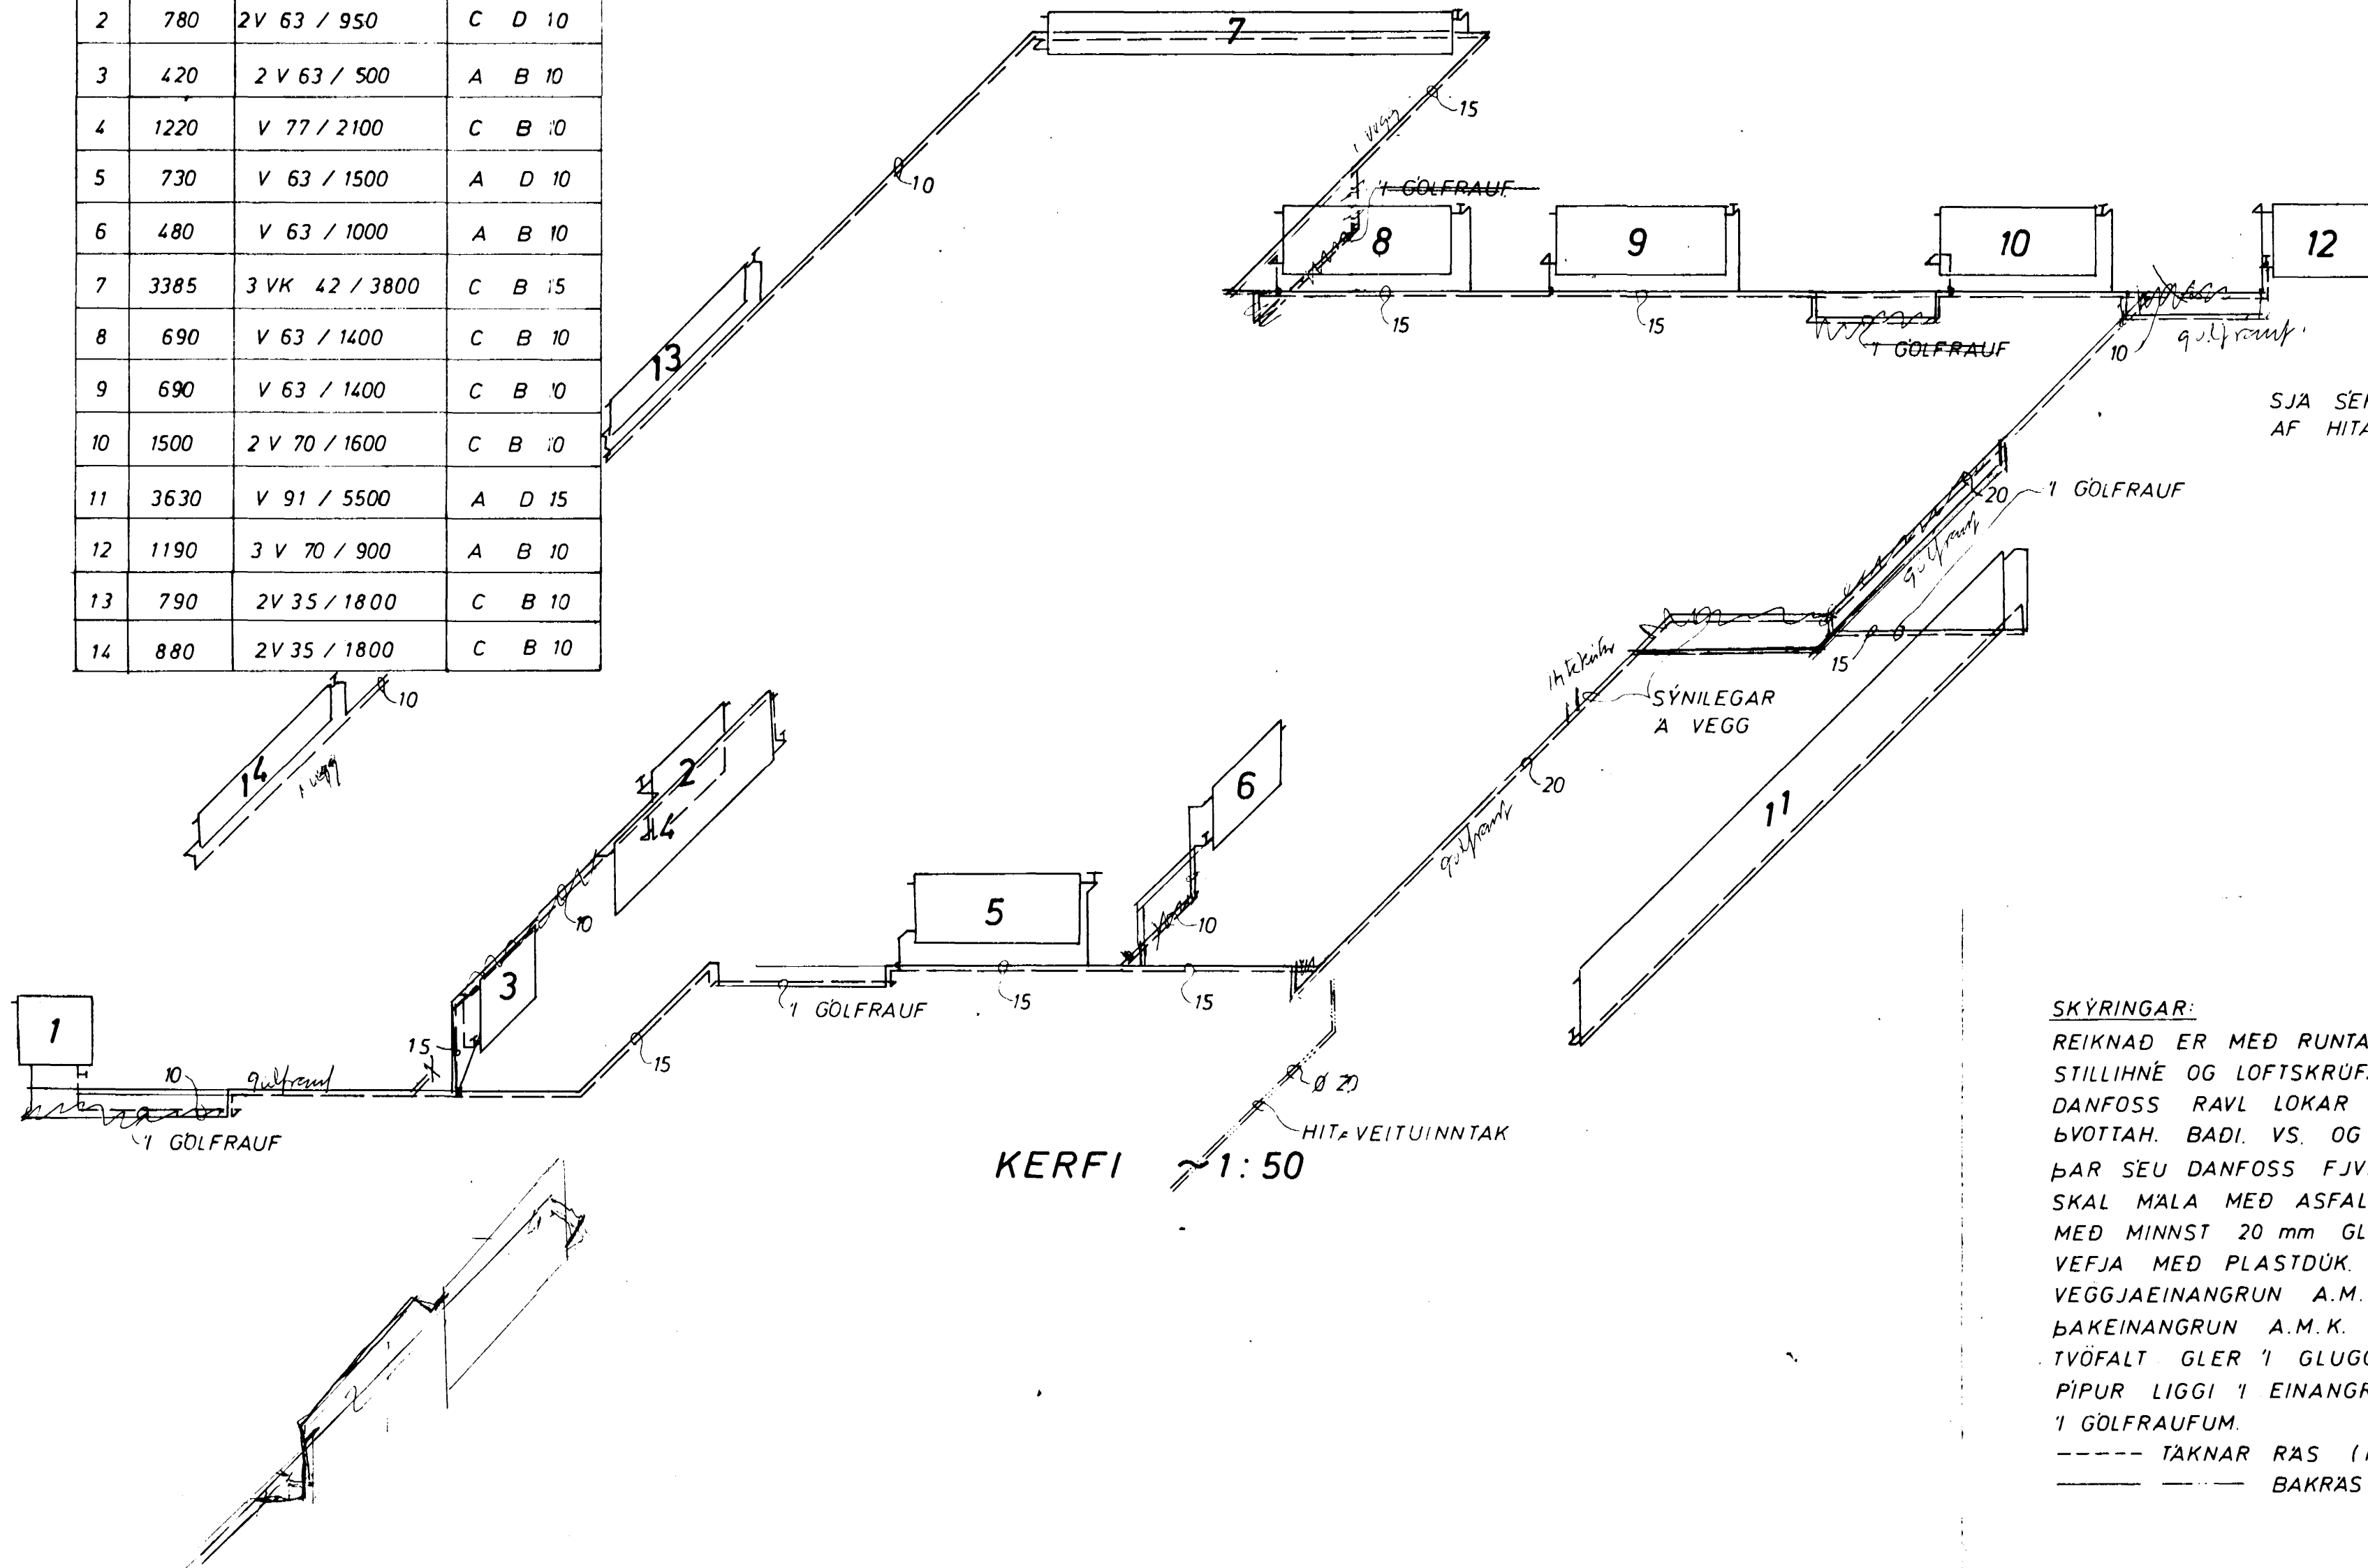 2 780 2V 63 / 950 C D 10
3 420 2 V 63 / 500 A B 10
4 1220 V 77 / 2100 C B 10
5 730 V 63 / 1500 A D 10
6 480 V 63 / 1000 A B 10
7 3385 3 VK 42 / 3800 C B 15
8 690 V 63 / 1400 C B 10
9 690 V 63 / 1400 C B 10
10 1500 2 V 70 / 1600 C B 10
11 3630 V 91 / 5500 A D 15
12 1190 3 V 70 / 900 A B 10
13 790 2V 35 / 1800 C B 10
14 880 2V 35 / 1800 C B 10
7
15
í vegg
10
Í GÓLFRAUF
8
9
10
12
15
15
Í GÓLFRAUF
10
gólfrauf
13
SJÁ
AF
20
Í GÓLFRAUF
gólfrauf
15
SÝNILEGAR
Á VEGG
20
gólfrauf
11
10
14
í vegg
2
4
10
3
6
10
5
15
15
Í GÓLFRAUF
15
1
10
gólfrauf
15
Í GÓLFRAUF
Ø 20
HITAVEITUINNTAK
KERFI ~ 1:50
2
SKÝRINGAR:
REIKNAÐ ER MEÐ RUNTA
STILLIHNÉ OG LOFTSKRÚF
DANFOSS RAVL LOKAR
ÞVOTTAH. BAÐI. VS. OG
ÞAR SÉU DANFOSS FJV
SKAL MÁLA MEÐ ASFAL
MEÐ MINNST 20 mm GL
VEFJA MEÐ PLASTDÚK.
VEGGJAEINANGRUN A.M.
ÞAKEINANGRUN A.M.K.
TVÖFALT GLER Í GLUGG
PÍPUR LIGGI Í EINANGR
Í GÓLFRAUFUM.
----- TÁKNAR RÁS (
——— —··— BAKRÁS